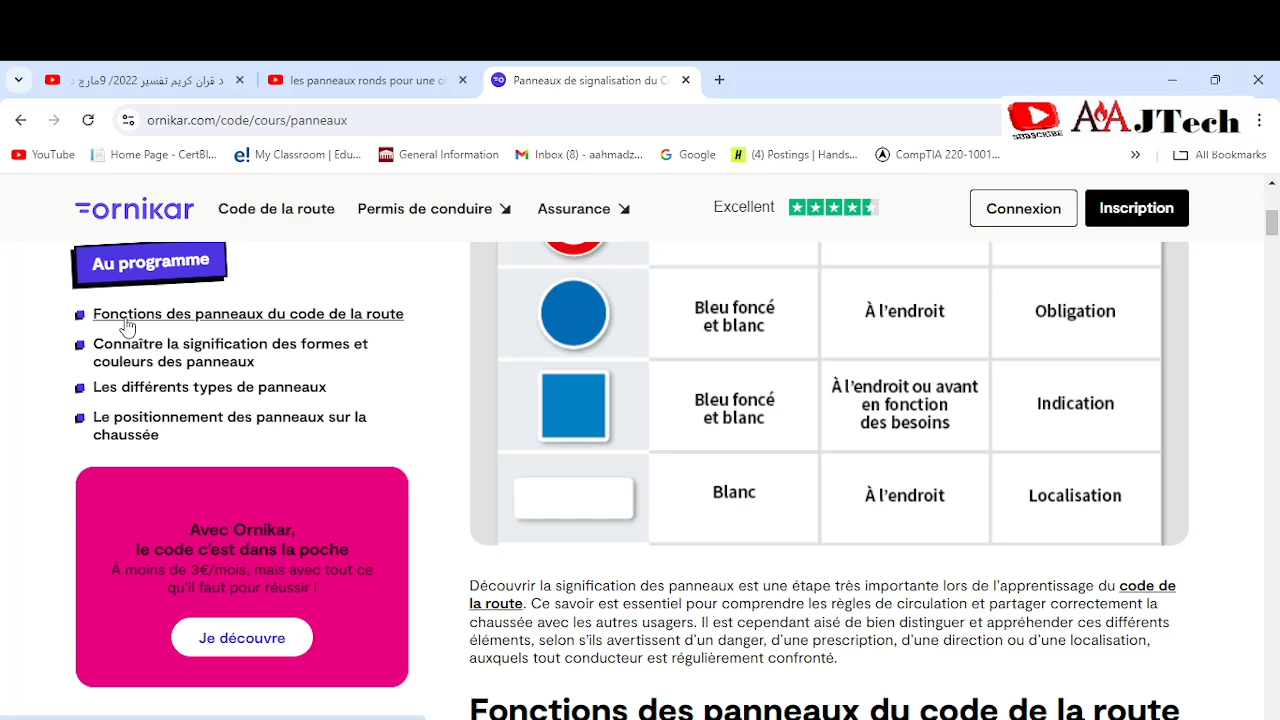 د قران کریم تفسیر 2022/ 9مارچ
les panneaux ronds pour une o
Panneaux de signalisation du C
ornikar.com/code/cours/panneaux
SUBSCRIBE
AAAJTech
YouTube
Home Page - CertBl...
e! My Classroom | Edu...
General Information
Inbox (8) - aahmadz...
Google
H (4) Postings | Hands...
CompTIA 220-1001...
»
All Bookmarks
ornikar
Code de la route
Permis de conduire
Assurance
Excellent
Connexion
Inscription
Au programme
Fonctions des panneaux du code de la route
Connaître la signification des formes et
couleurs des panneaux
Les différents types de panneaux
Le positionnement des panneaux sur la
chaussée
Avec Ornikar,
le code c'est dans la poche
À moins de 3€/mois, mais avec tout ce
qu'il faut pour réussir !
Je découvre
Bleu foncé
et blanc
À l'endroit
Obligation
Bleu foncé
et blanc
À l'endroit ou avant
en fonction
des besoins
Indication
Blanc
À l'endroit
Localisation
Découvrir la signification des panneaux est une étape très importante lors de l'apprentissage du code de
la route. Ce savoir est essentiel pour comprendre les règles de circulation et partager correctement la
chaussée avec les autres usagers. Il est cependant aisé de bien distinguer et appréhender ces différents
éléments, selon s'ils avertissent d'un danger, d'une prescription, d'une direction ou d'une localisation,
auxquels tout conducteur est régulièrement confronté.
Fonctions des panneaux du code de la route